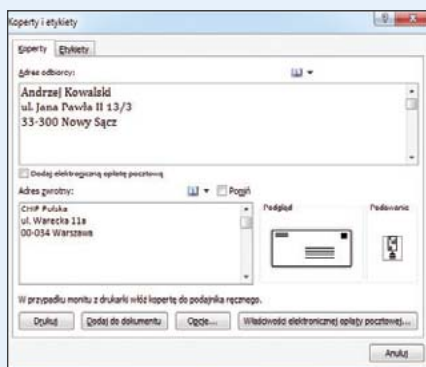 Koperty i etykiety
Koperty Etykiety
Adres odbiorcy:
Andrzej Kowalski
ul. Jana Pawła II 13/3
33-300 Nowy Sącz
Dodaj elektroniczną opłatę pocztową
Adres zwrotny: Pomiń
CHIP Polska
ul. Warecka 11a
00-034 Warszawa
Podgląd Podawanie
W przypadku monitu z drukarki włóż kopertę do podajnika ręcznego.
Drukuj Dodaj do dokumentu Opcje... Właściwości elektronicznej opłaty pocztowej...
Anuluj